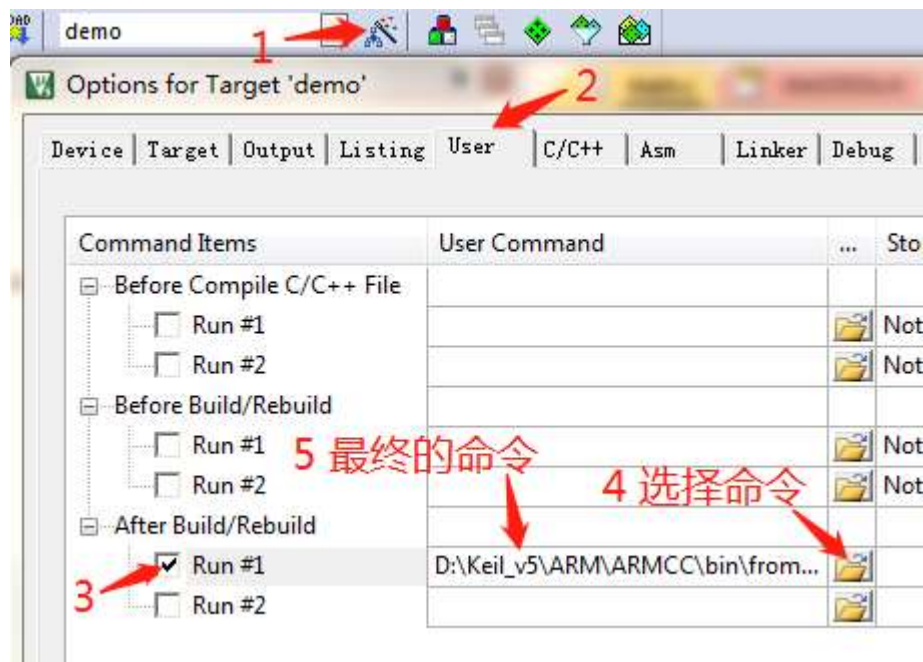 demo
1
Options for Target 'demo'
2
Device Target Output Listing User C/C++ Asm Linker Debug
Command Items User Command ... Sto
Before Compile C/C++ File
Run #1 Not
Run #2 Not
Before Build/Rebuild
Run #1 Not
5 最终的命令
Run #2 Not
4 选择命令
After Build/Rebuild
Run #1 D:\Keil_v5\ARM\ARMCC\bin\from...
3
Run #2